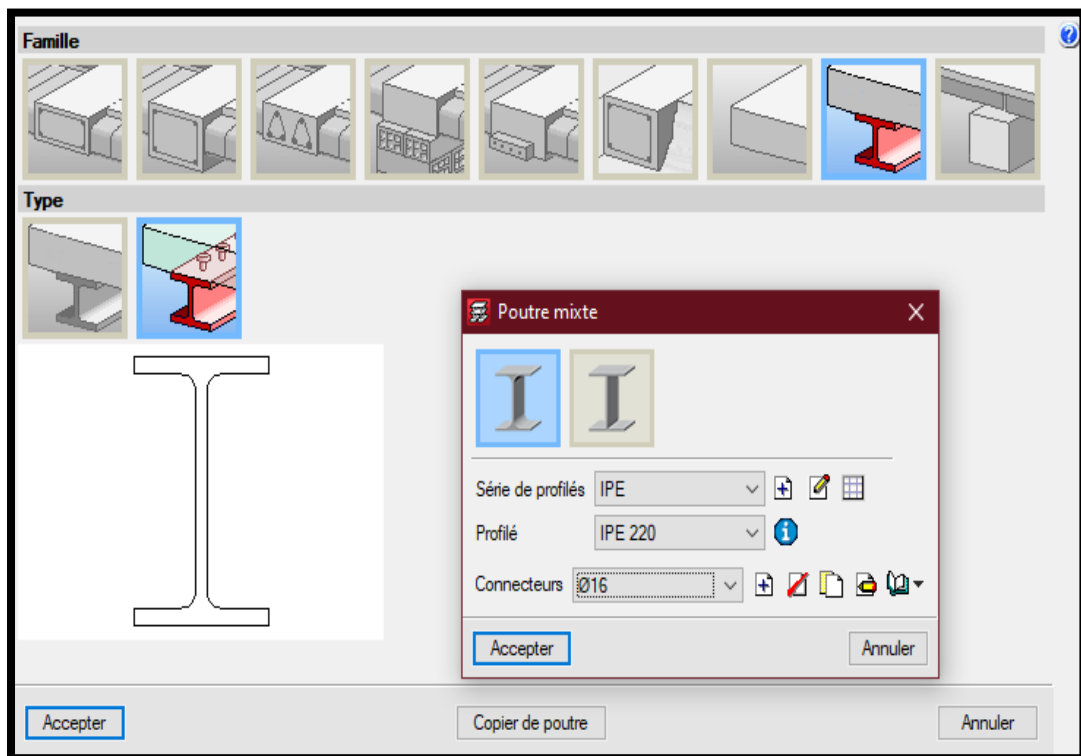 Famille
Type
Poutre mixte
Série de profilés IPE
Profilé IPE 220
Connecteurs Ø16
Accepter Annuler
Accepter Copier de poutre Annuler